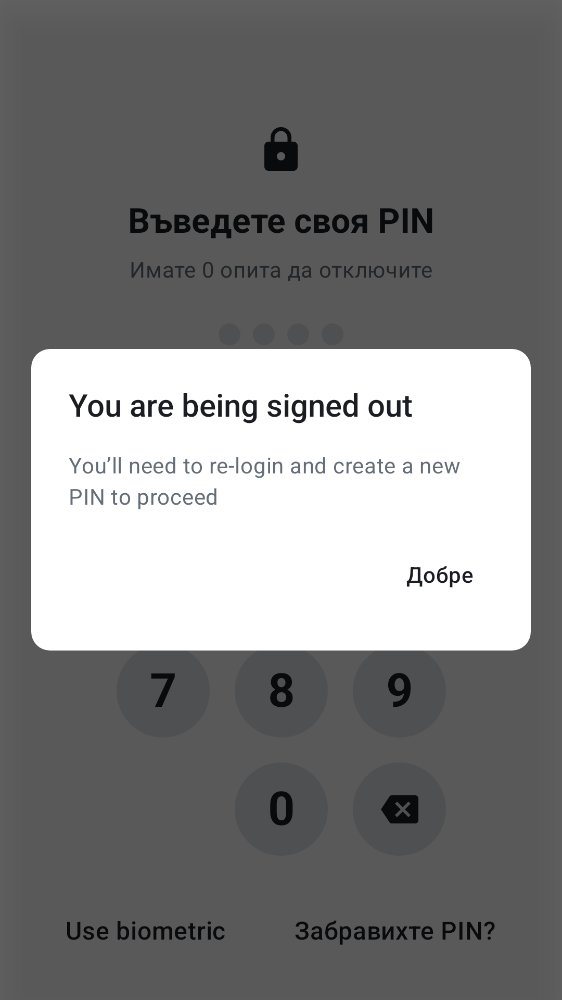 Въведете своя PIN
Имате 0 опита да отключите
You are being signed out
You’ll need to re-login and create a new
PIN to proceed
Добре
7 8 9
0
Use biometric Забравихте PIN?